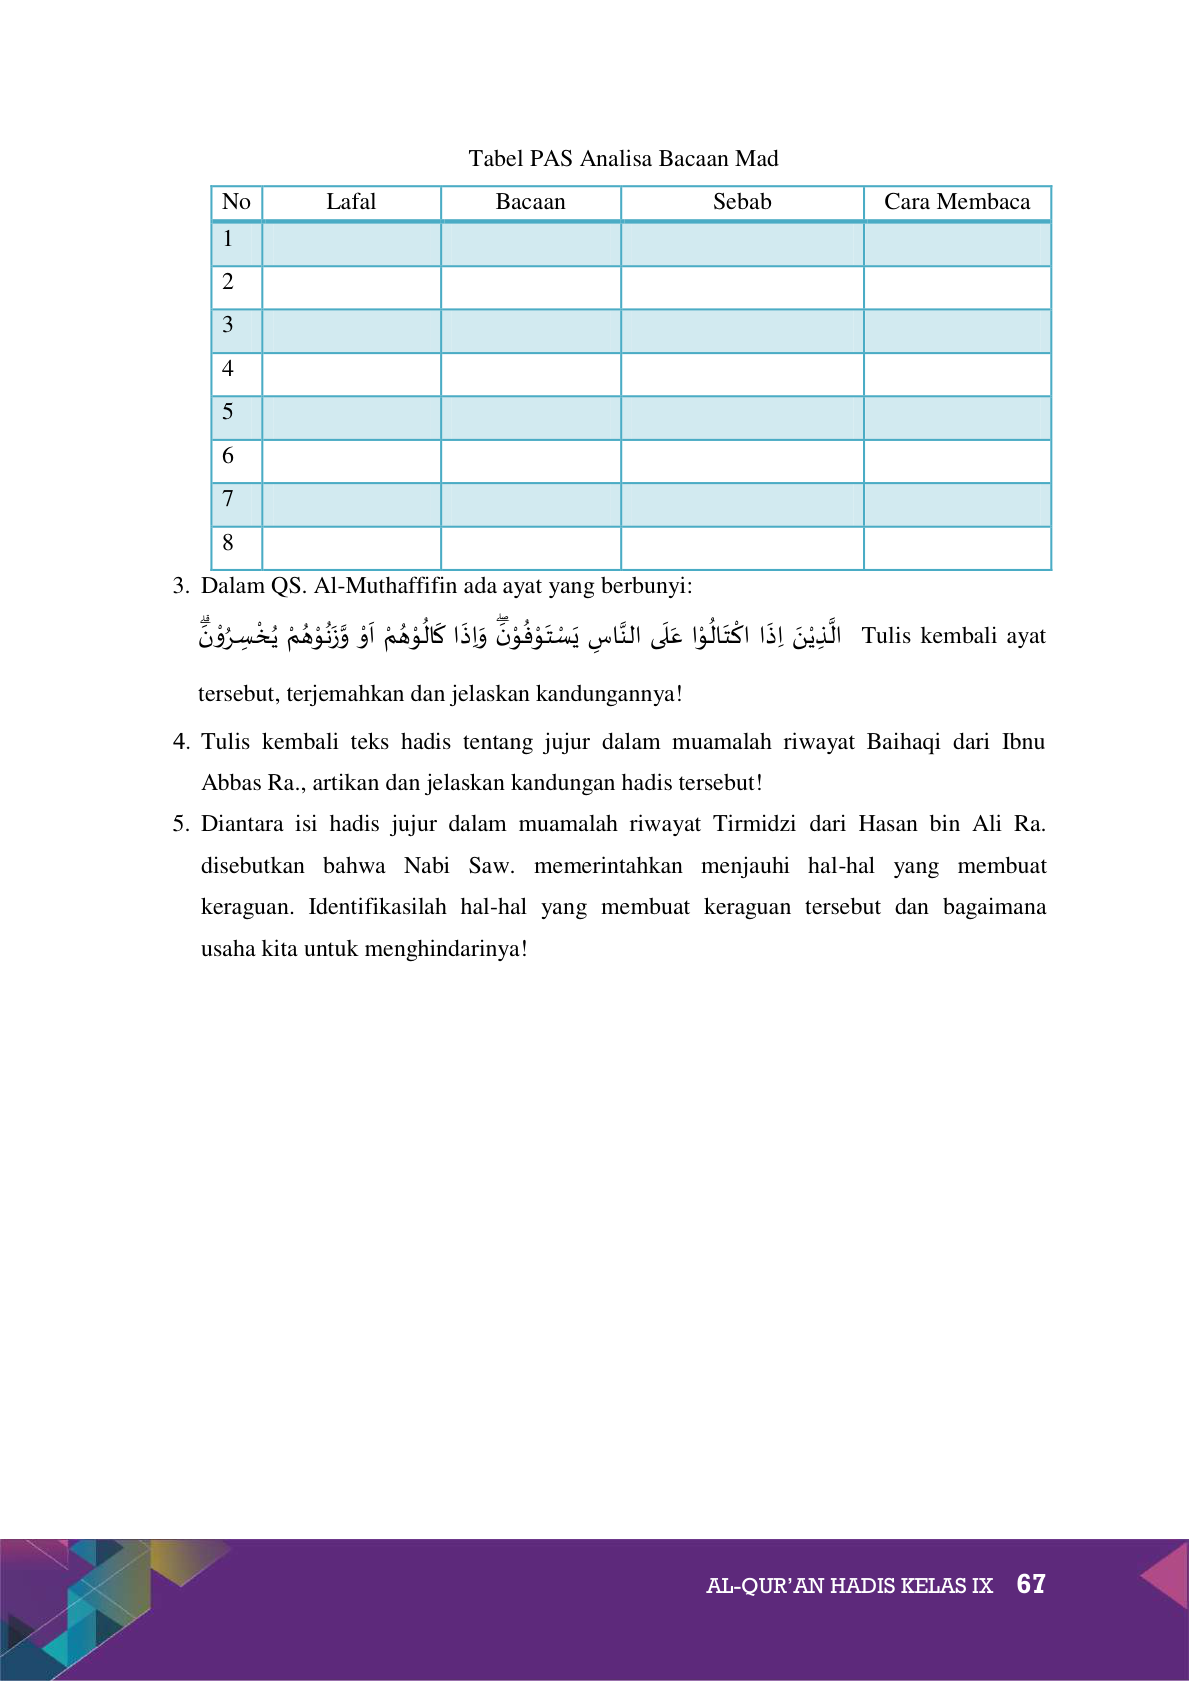 Tabel PAS Analisa Bacaan Mad
No Lafal Bacaan Sebab Cara Membaca
1
2
3
4
5
6
7
8
3. Dalam QS. Al-Muthaffifin ada ayat yang berbunyi:
الَّذِيْنَ اِذَا اكْتَالُوْا عَلَى النَّاسِ يَسْتَوْفُوْنَۖ وَاِذَا كَالُوْهُمْ اَوْ وَّزَنُوْهُمْ يُخْسِرُوْنَۗ Tulis kembali ayat
tersebut, terjemahkan dan jelaskan kandungannya!
4. Tulis kembali teks hadis tentang jujur dalam muamalah riwayat Baihaqi dari Ibnu
Abbas Ra., artikan dan jelaskan kandungan hadis tersebut!
5. Diantara isi hadis jujur dalam muamalah riwayat Tirmidzi dari Hasan bin Ali Ra.
disebutkan bahwa Nabi Saw. memerintahkan menjauhi hal-hal yang membuat
keraguan. Identifikasilah hal-hal yang membuat keraguan tersebut dan bagaimana
usaha kita untuk menghindarinya!
AL-QUR’AN HADIS KELAS IX 67